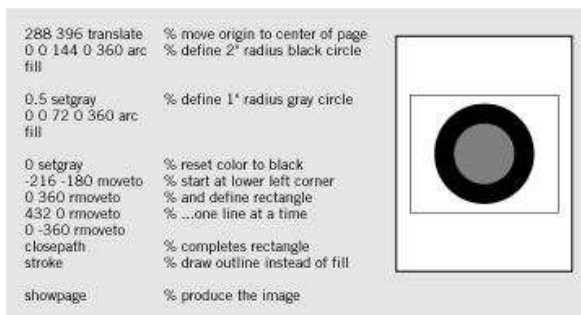 288 396 translate % move origin to center of page
0 0 144 0 360 arc % define 2" radius black circle
fill
0.5 setgray % define 1" radius gray circle
0 0 72 0 360 arc
fill
0 setgray % reset color to black
-216 -180 moveto % start at lower left corner
0 360 rmoveto % and define rectangle
432 0 rmoveto % ...one line at a time
0 -360 rmoveto
closepath % completes rectangle
stroke % draw outline instead of fill
showpage % produce the image